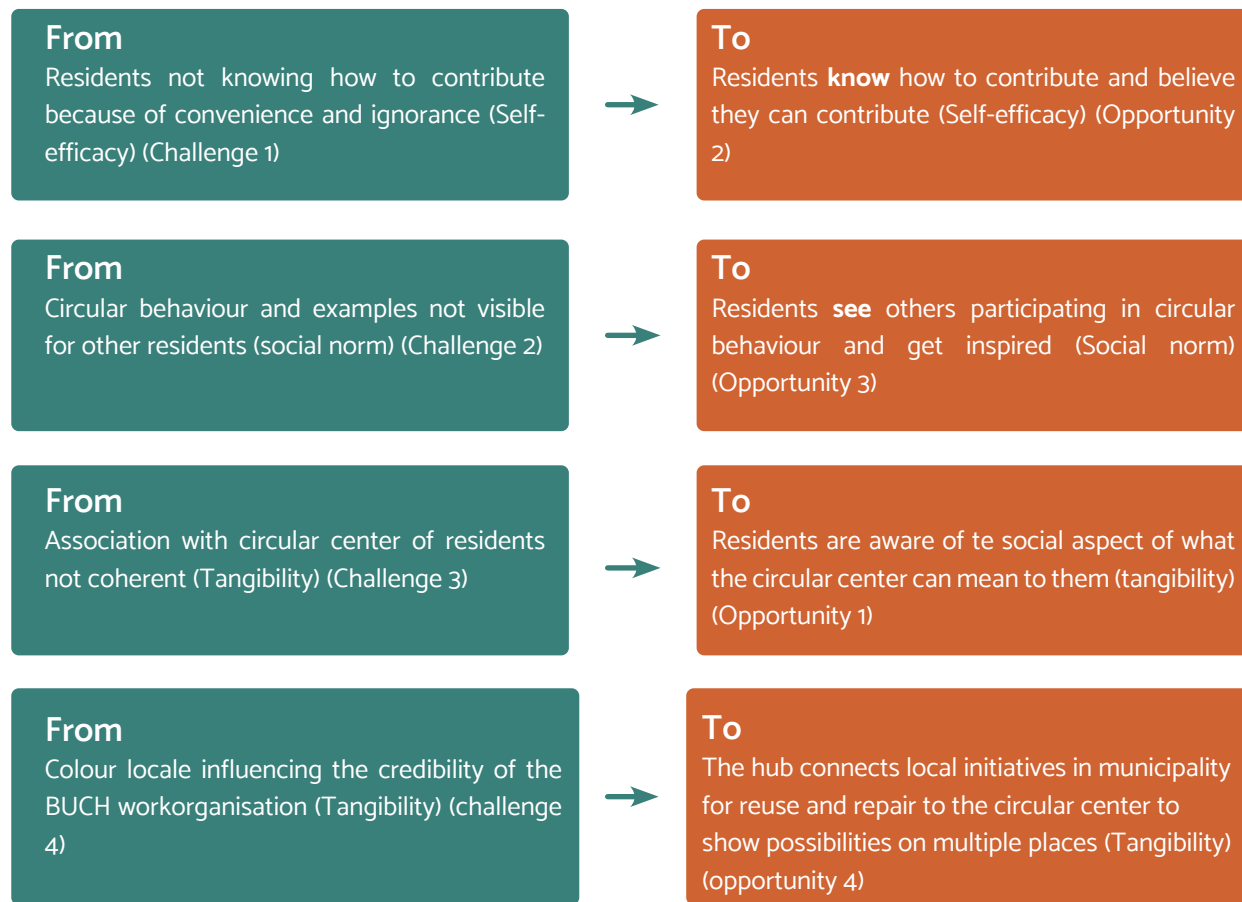 From
Residents not knowing how to contribute
because of convenience and ignorance (Self-
efficacy) (Challenge 1)
To
Residents know how to contribute and believe
they can contribute (Self-efficacy) (Opportunity
2)
From
Circular behaviour and examples not visible
for other residents (social norm) (Challenge 2)
To
Residents see others participating in circular
behaviour and get inspired (Social norm)
(Opportunity 3)
From
Association with circular center of residents
not coherent (Tangibility) (Challenge 3)
To
Residents are aware of te social aspect of what
the circular center can mean to them (tangibility)
(Opportunity 1)
From
Colour locale influencing the credibility of the
BUCH workorganisation (Tangibility) (challenge
4)
To
The hub connects local initiatives in municipality
for reuse and repair to the circular center to
show possibilities on multiple places (Tangibility)
(opportunity 4)